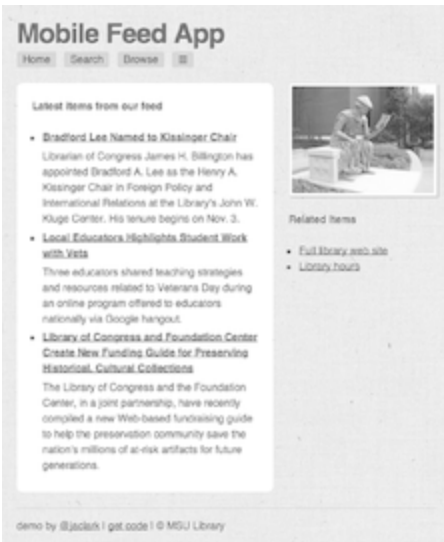 Mobile Feed App
Home Search Browse ≡
Latest items from our feed
Bradford Lee Named to Kissinger Chair
Librarian of Congress James H. Billington has
appointed Bradford A. Lee as the Henry A.
Kissinger Chair in Foreign Policy and
International Relations at the Library's John W.
Kluge Center. His tenure begins on Nov. 3.
Local Educators Highlights Student Work
with Vets
Three educators shared teaching strategies
and resources related to Veterans Day during
an online program offered to educators
nationally via Google hangout.
Library of Congress and Foundation Center
Create New Funding Guide for Preserving
Historical, Cultural Collections
The Library of Congress and the Foundation
Center, in a joint partnership, have recently
compiled a new Web-based fundraising guide
to help the preservation community save the
nation's millions of at-risk artifacts for future
generations.
Related Items
Full library web site
Library hours
demo by @jaclark | get code | © MSU Library